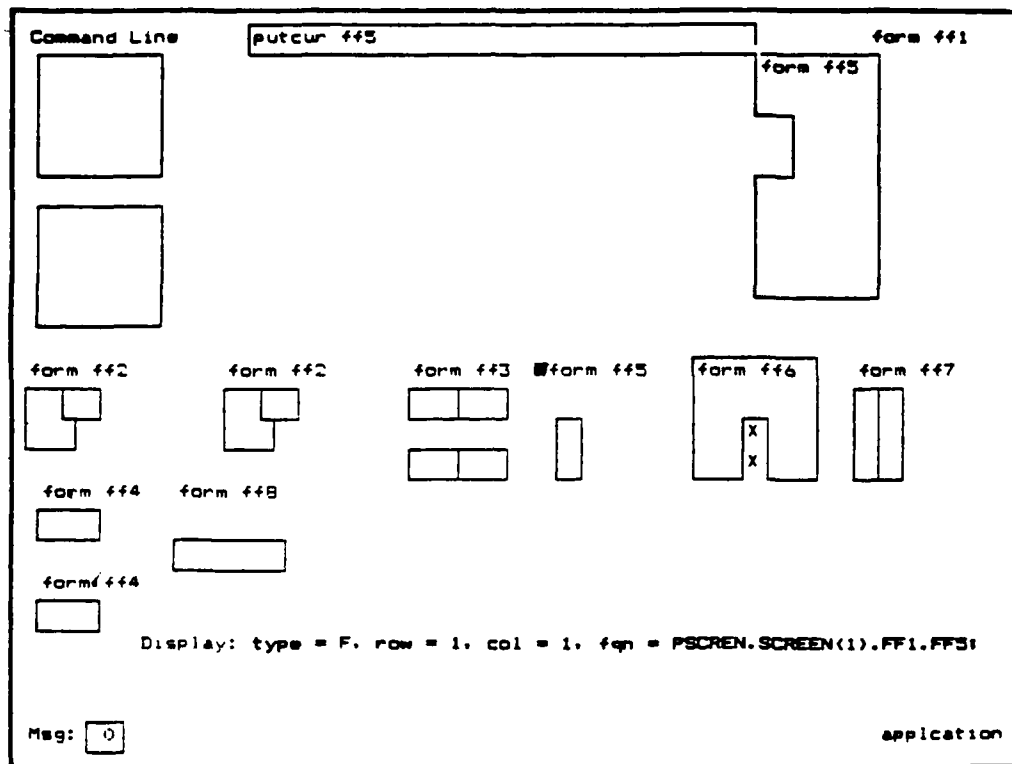 Command Line putcur ff5 form ff1
form ff5
form ff2 form ff2 form ff3 form ff5 form ff6 form ff7
X
X
form ff4 form ff8
form ff4
Display: type = F, row = 1, col = 1, fqn = PSCREN.SCREEN(1).FF1.FF5;
Msg: 0 applcation